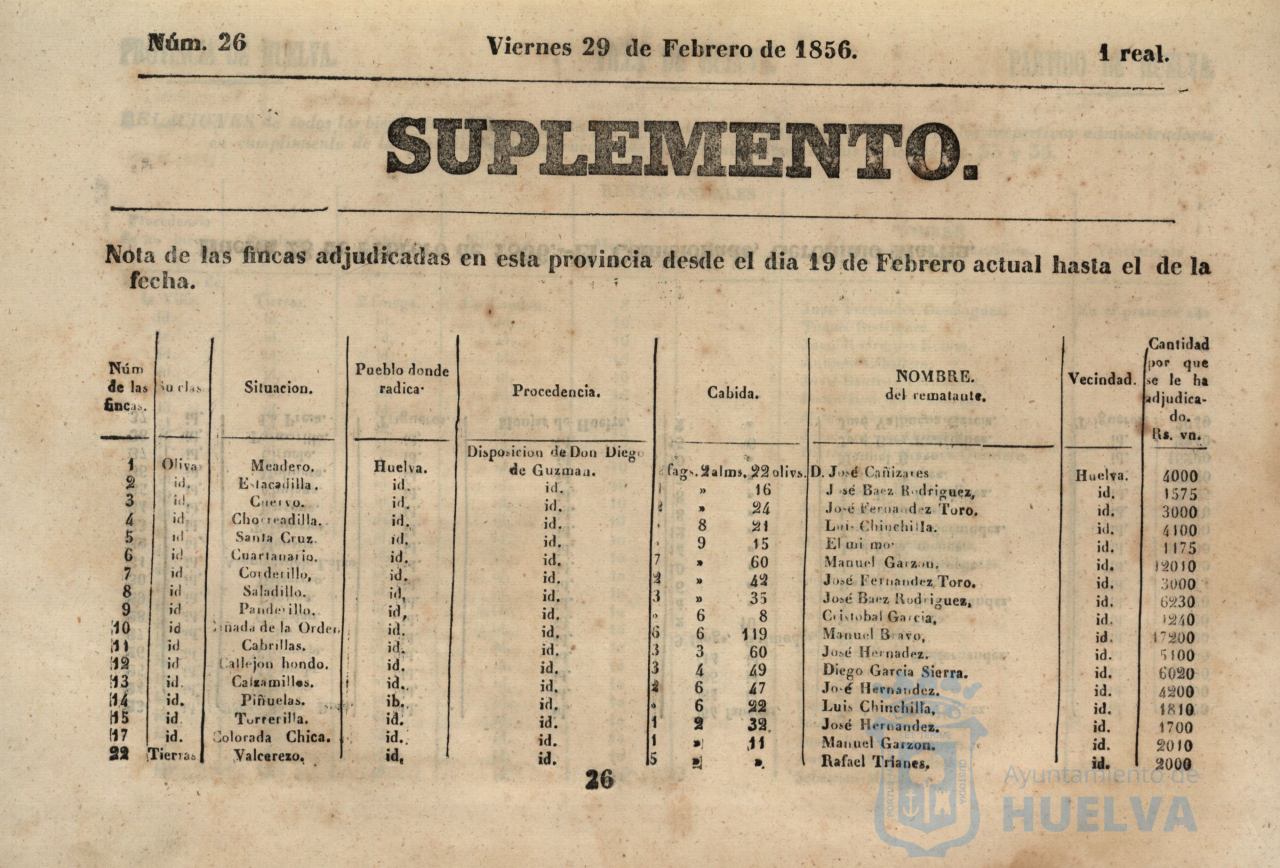 Núm. 26 Viernes 29 de Febrero de 1856. 1 real.
SUPLEMENTO.
Nota de las fincas adjudicadas en esta provincia desde el dia 19 de Febrero actual hasta el de la
fecha.
Núm de las fincas. Situacion. Pueblo donde radica· Procedencia. Cabida. NOMBRE. del rematante. Vecindad. Cantidad por que se le ha adjudica- do. Rs. vn.
1 Oliva Meadero. Huelva. Disposicion de Don Diego de Guzman. fags. 2 alms. 22 olivs. D. José Cañizares Huelva. 4000
2 id. Estacadilla. id. id. » 16 José Baez Rodriguez, id. 1575
3 id. Cuervo. id. id. » 24 José Fernandez Toro. id. 3000
4 id. Chorreadilla. id. id. 8 21 Luis Chinchilla. id. 4100
5 id. Santa Cruz. id. id. 9 15 El mi mo· id. 1175
6 id Cuartanario. id. id. 7 » 60 Manuel Garzon. id. 12010
7 id. Corderillo, id. id. 2 » 42 José Fernandez Toro. id. 3000
8 id. Saladillo. id, id. 3 » 35 José Baez Rodriguez, id. 6230
9 id. Panderillo. id, id. 6 8 Cristobal Garcia, id. 1240
10 id de la Orden. id. id. 6 6 119 Manuel Bravo, id. 17200
11 id Cabrillas. id. id. 3 3 60 José Hernadez. id. 5100
12 id Callejon hondo. id. id. 3 4 49 Diego Garcia Sierra. id. 6020
13 id. Calzamilles. id. id. 2 6 47 José Hernandez. id. 4200
14 id. Piñuelas. ib. id. 6 22 Luis Chinchilla, id. 1810
15 id Torrerilla. id. id. 1 2 32 José Hernandez. id. 1700
17 id. Colorada Chica. id. id. 1 » 11 Manuel Garzon. id. 2010
22 Tierras Valcerezo, id. id. 5 » ». Rafael Trianes, id. 2000
26
Ayuntamiento de
HUELVA